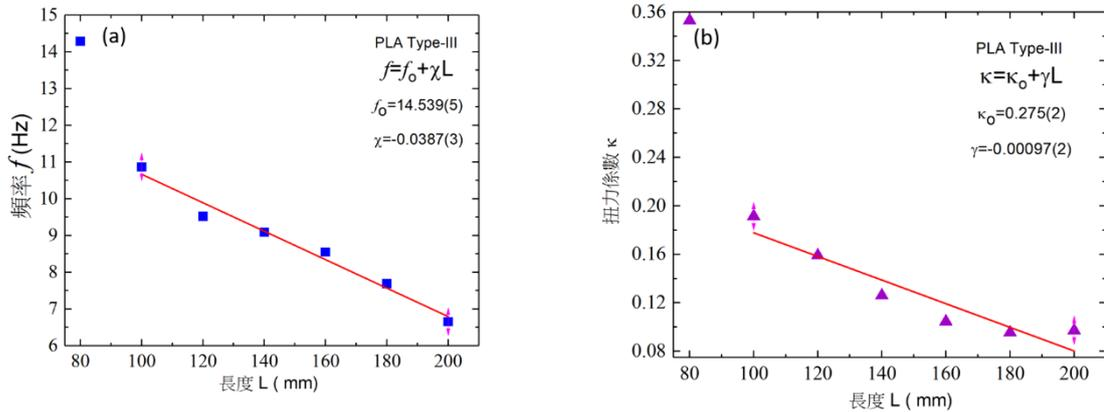 (a)
PLA Type-III
f=fo+χL
fo=14.539(5)
χ=-0.0387(3)
頻率 f (Hz)
15
14
13
12
11
10
9
8
7
6
80 100 120 140 160 180 200
長度 L ( mm)
(b)
PLA Type-III
κ=κo+γL
κo=0.275(2)
γ=-0.00097(2)
扭力係數 κ
0.36
0.32
0.28
0.24
0.20
0.16
0.12
0.08
80 100 120 140 160 180 200
長度 L ( mm)